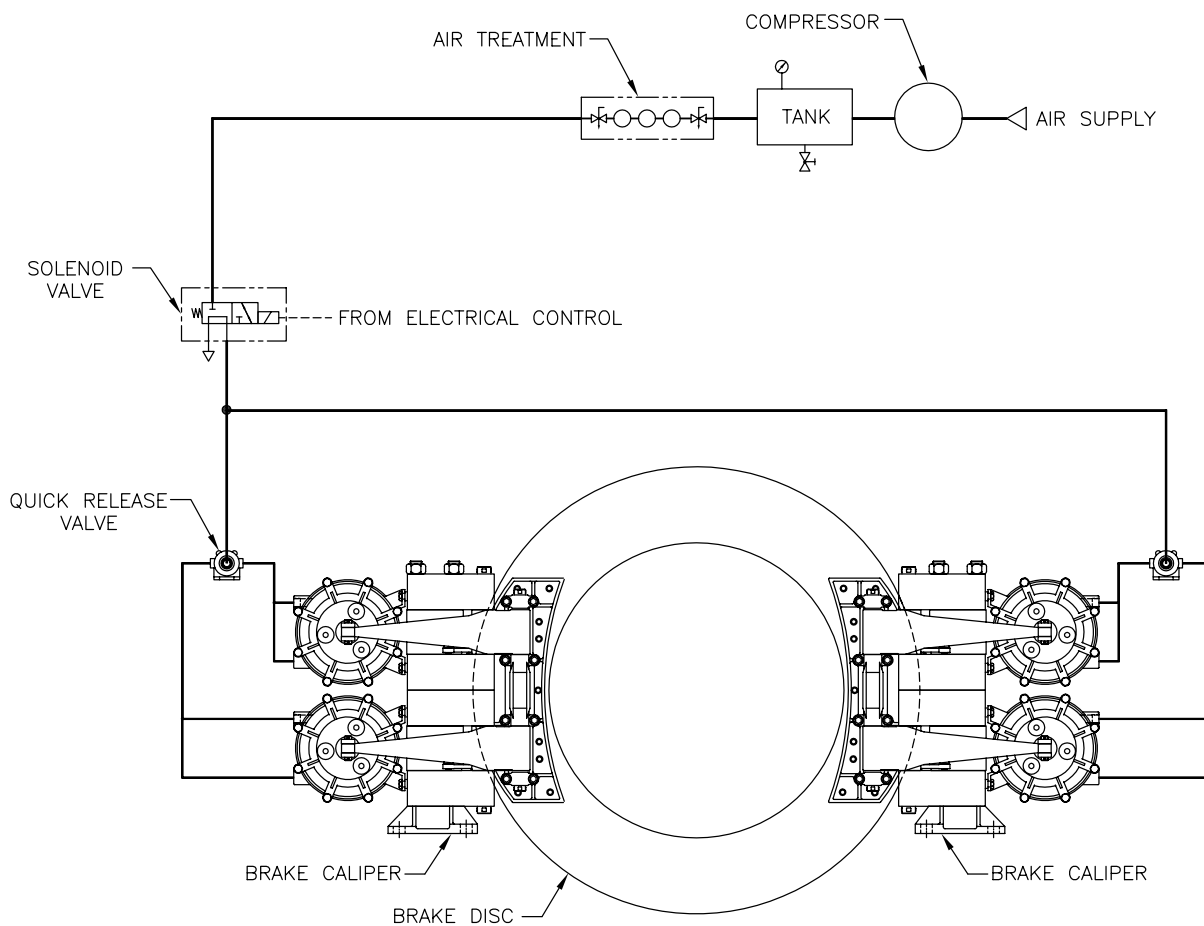 COMPRESSOR
AIR TREATMENT
TANK
AIR SUPPLY
SOLENOID
VALVE
FROM ELECTRICAL CONTROL
QUICK RELEASE
VALVE
BRAKE CALIPER
BRAKE CALIPER
BRAKE DISC